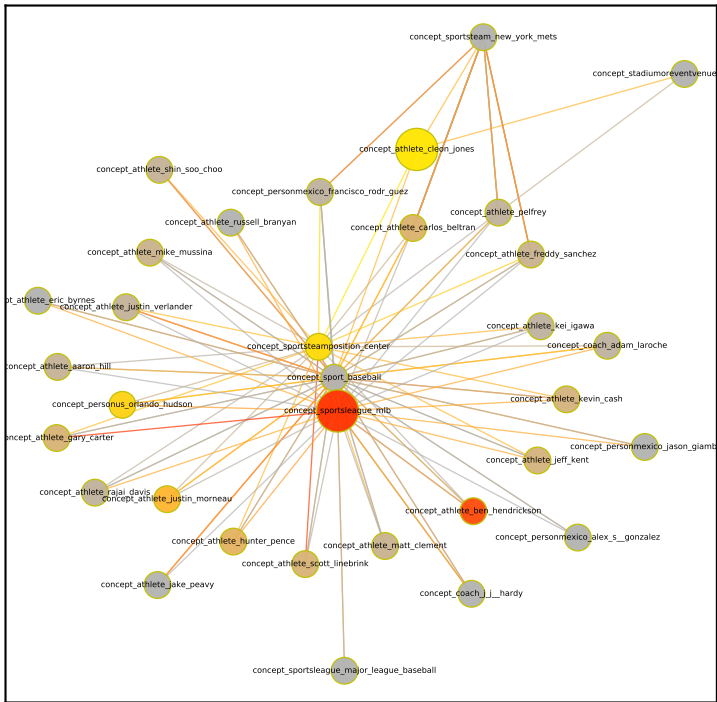 concept_sportsteam_new_york_mets
concept_stadiumoreventvenue
concept_athlete_cleon_jones
concept_athlete_shin_soo_choo
concept_personmexico_francisco_rodr_guez
concept_athlete_pelfrey
concept_athlete_russell_branyan
concept_athlete_carlos_beltran
concept_athlete_mike_mussina
concept_athlete_freddy_sanchez
pt_athlete_eric_byrnes
concept_athlete_justin_verlander
concept_athlete_kei_igawa
concept_sportsteamposition_center
concept_coach_adam_laroche
concept_athlete_aaron_hill
concept_sport_baseball
concept_athlete_kevin_cash
concept_personus_orlando_hudson
concept_sportsleague_mlb
concept_athlete_gary_carter
concept_personmexico_jason_giamb
concept_athlete_jeff_kent
concept_athlete_rajai_davis
concept_athlete_justin_morneau
concept_athlete_ben_hendrickson
concept_personmexico_alex_s__gonzalez
concept_athlete_hunter_pence
concept_athlete_matt_clement
concept_athlete_scott_linebrink
concept_athlete_jake_peavy
concept_coach_j_j__hardy
concept_sportsleague_major_league_baseball